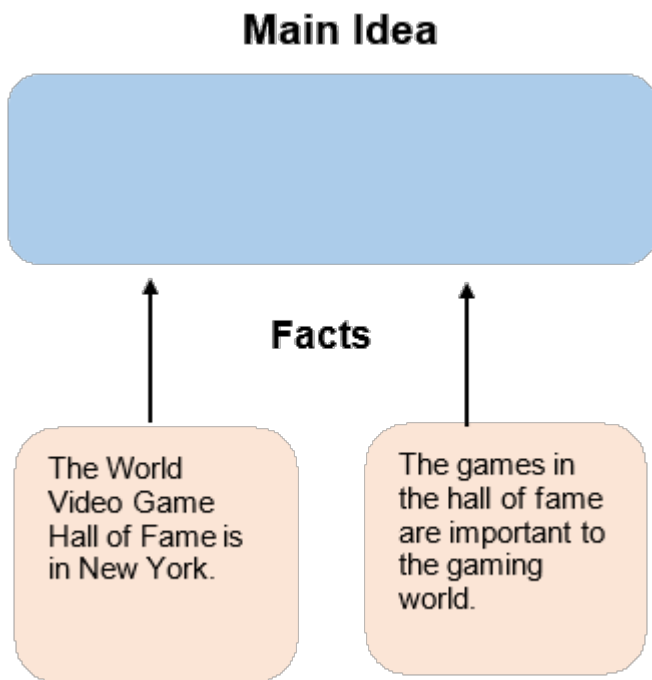 Main Idea
Facts
The World
Video Game
Hall of Fame is
in New York.
The games in
the hall of fame
are important to
the gaming
world.